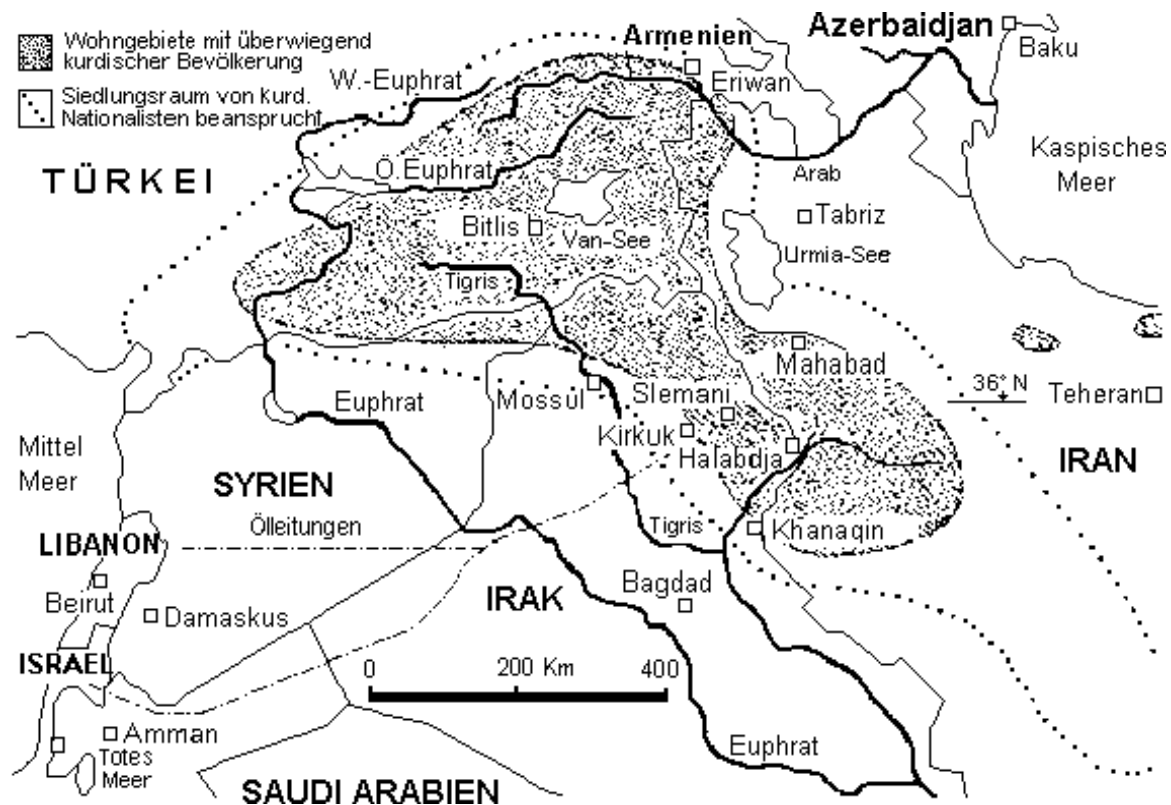 Wohngebiete mit überwiegend
kurdischer Bevölkerung
Siedlungsraum von Kurd.
Nationalisten beansprucht
Armenien
Azerbaidjan
Baku
W.-Euphrat
Eriwan
Kaspisches
Meer
TÜRKEI
O.Euphrat
Arab
Tabriz
Bitlis
Van-See
Urmia-See
Tigris
Mahabad
36° N
Teheran
Euphrat
Mossul
Slemani
Kirkuk
Halabdja
Mittel
Meer
IRAN
SYRIEN
Ölleitungen
Tigris
Khanaqin
LIBANON
Beirut
Damaskus
IRAK
Bagdad
ISRAEL
0 200 Km 400
Amman
Totes
Meer
Euphrat
SAUDI ARABIEN